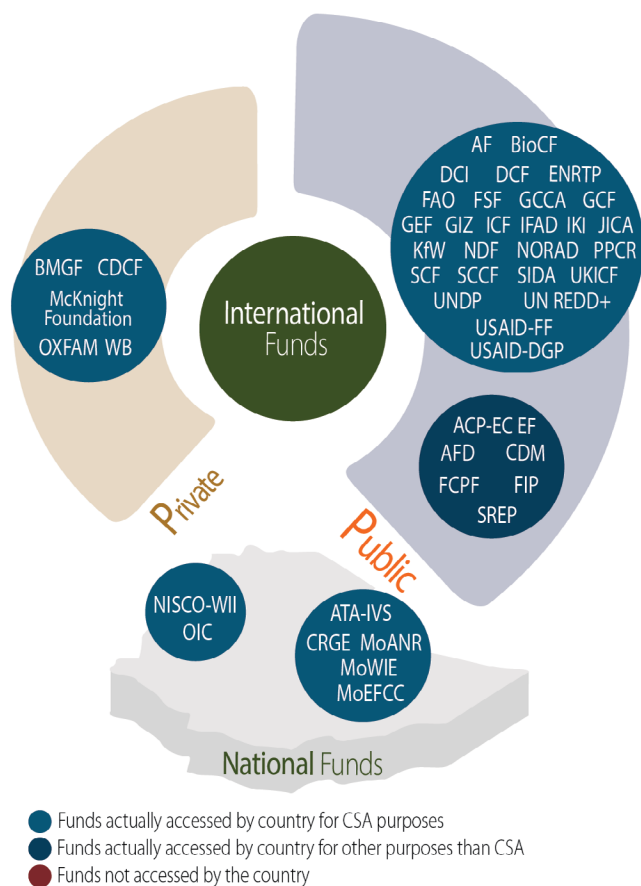 AF BioCF
DCI DCF ENRTP
FAO FSF GCCA GCF
GEF GIZ ICF IFAD IKI JICA
KfW NDF NORAD PPCR
SCF SCCF SIDA UKICF
UNDP UN REDD+
USAID-FF
USAID-DGP
BMGF CDCF
McKnight
Foundation
OXFAM WB
International
Funds
ACP-EC EF
AFD CDM
FCPF FIP
SREP
Private
Public
NISCO-WII
OIC
ATA-IVS
CRGE MoANR
MoWIE
MoEFCC
National Funds
Funds actually accessed by country for CSA purposes
Funds actually accessed by country for other purposes than CSA
Funds not accessed by the country